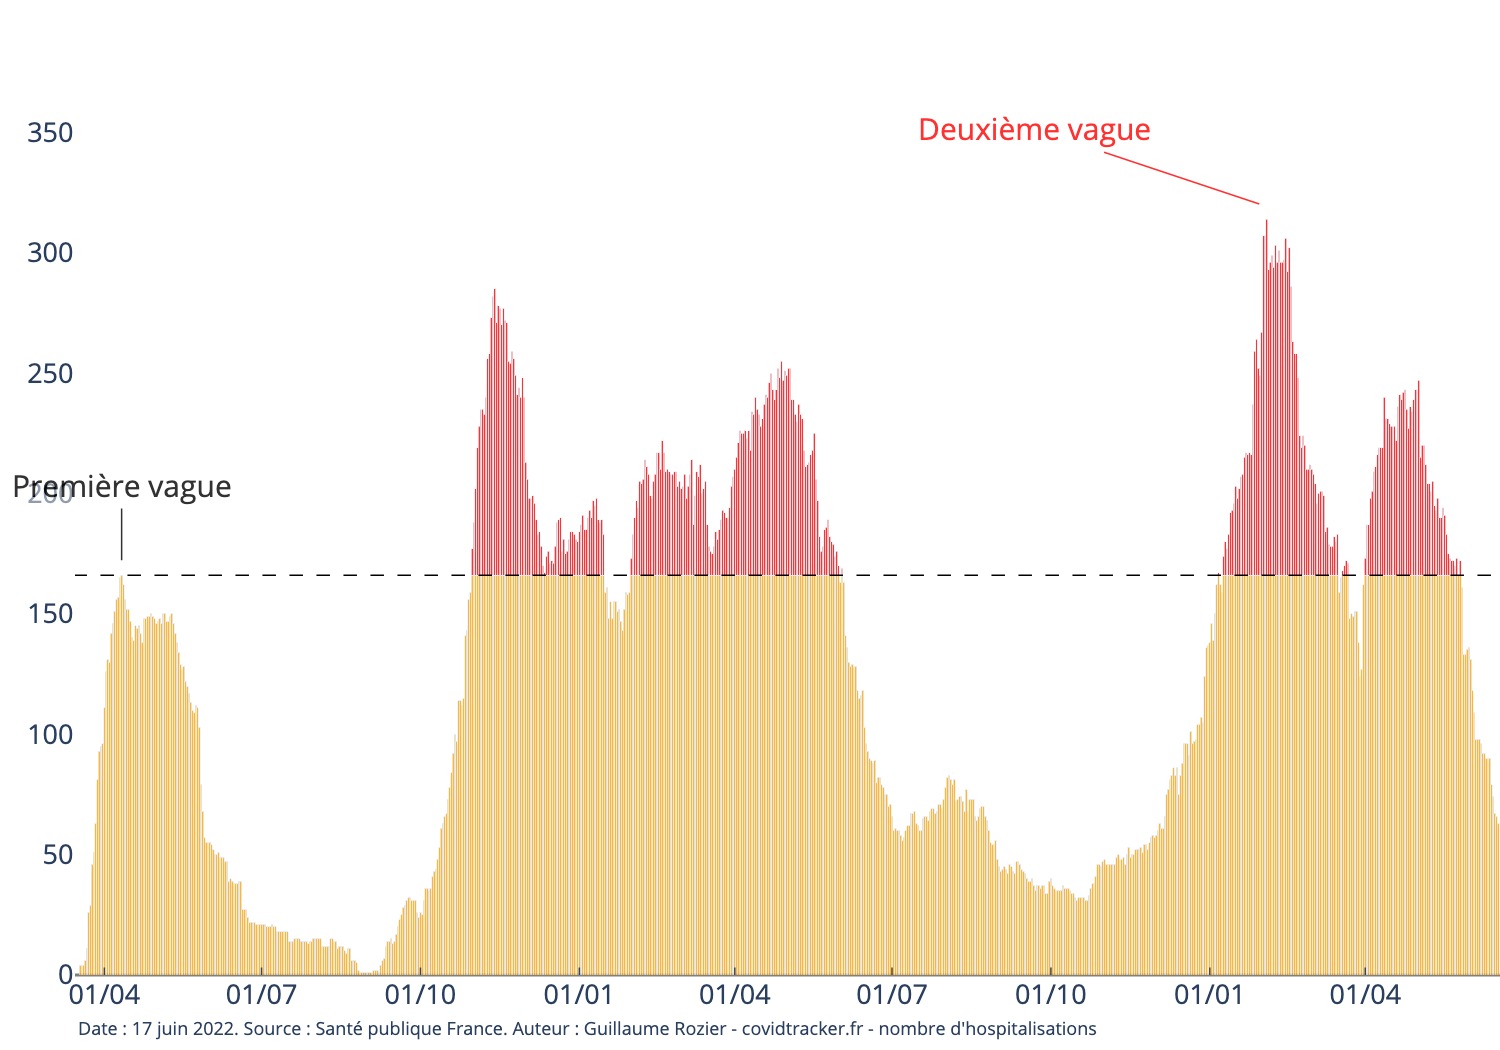 350
Deuxième vague
300
250
Première vague
200
150
100
50
0
01/04 01/07 01/10 01/01 01/04 01/07 01/10 01/01 01/04
Date : 17 juin 2022. Source : Santé publique France. Auteur : Guillaume Rozier - covidtracker.fr - nombre d'hospitalisations